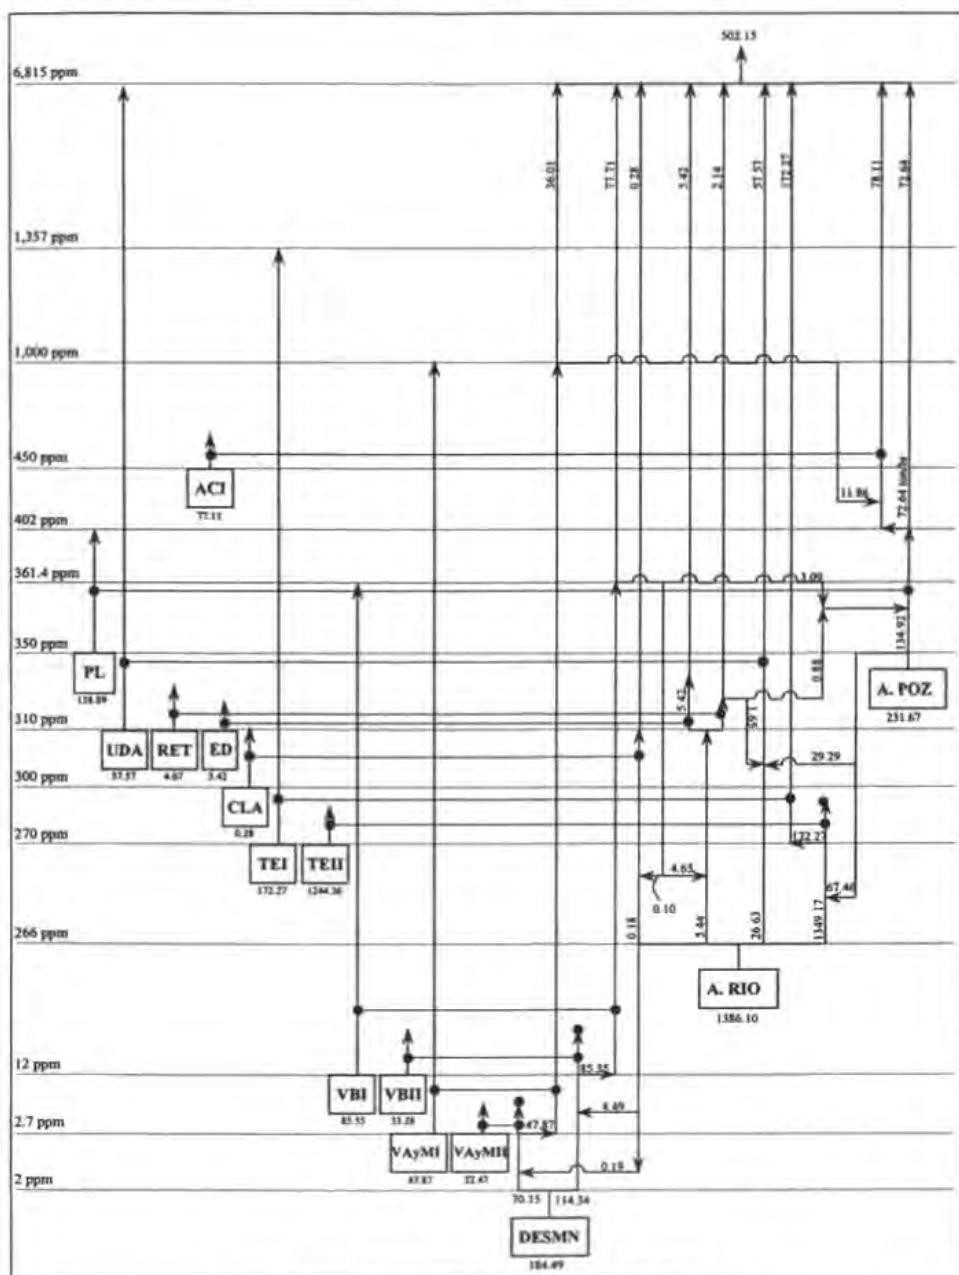 502.15
6,815 ppm
36.01
77.71
0.28
3.42
2.14
57.57
172.27
78.11
72.64
1,357 ppm
1,000 ppm
450 ppm
ACI
77.11
11.86
72.64 ton/hr
402 ppm
361.4 ppm
3.09
350 ppm
PL
138.89
134.92
0.88
A. POZ
231.67
5.42
310 ppm
UDA
57.57
RET
4.67
ED
3.42
1.65
29.29
300 ppm
CLA
0.28
270 ppm
TEI
172.27
TEII
1244.36
172.27
4.65
0.10
67.46
0.18
5.44
26.63
1349.17
266 ppm
A. RIO
1386.10
12 ppm
VBI
85.55
VBII
33.28
85.55
4.49
2.7 ppm
VAyMI
47.87
VAyMII
22.47
47.87
0.19
2 ppm
70.15
114.34
DESMN
184.49